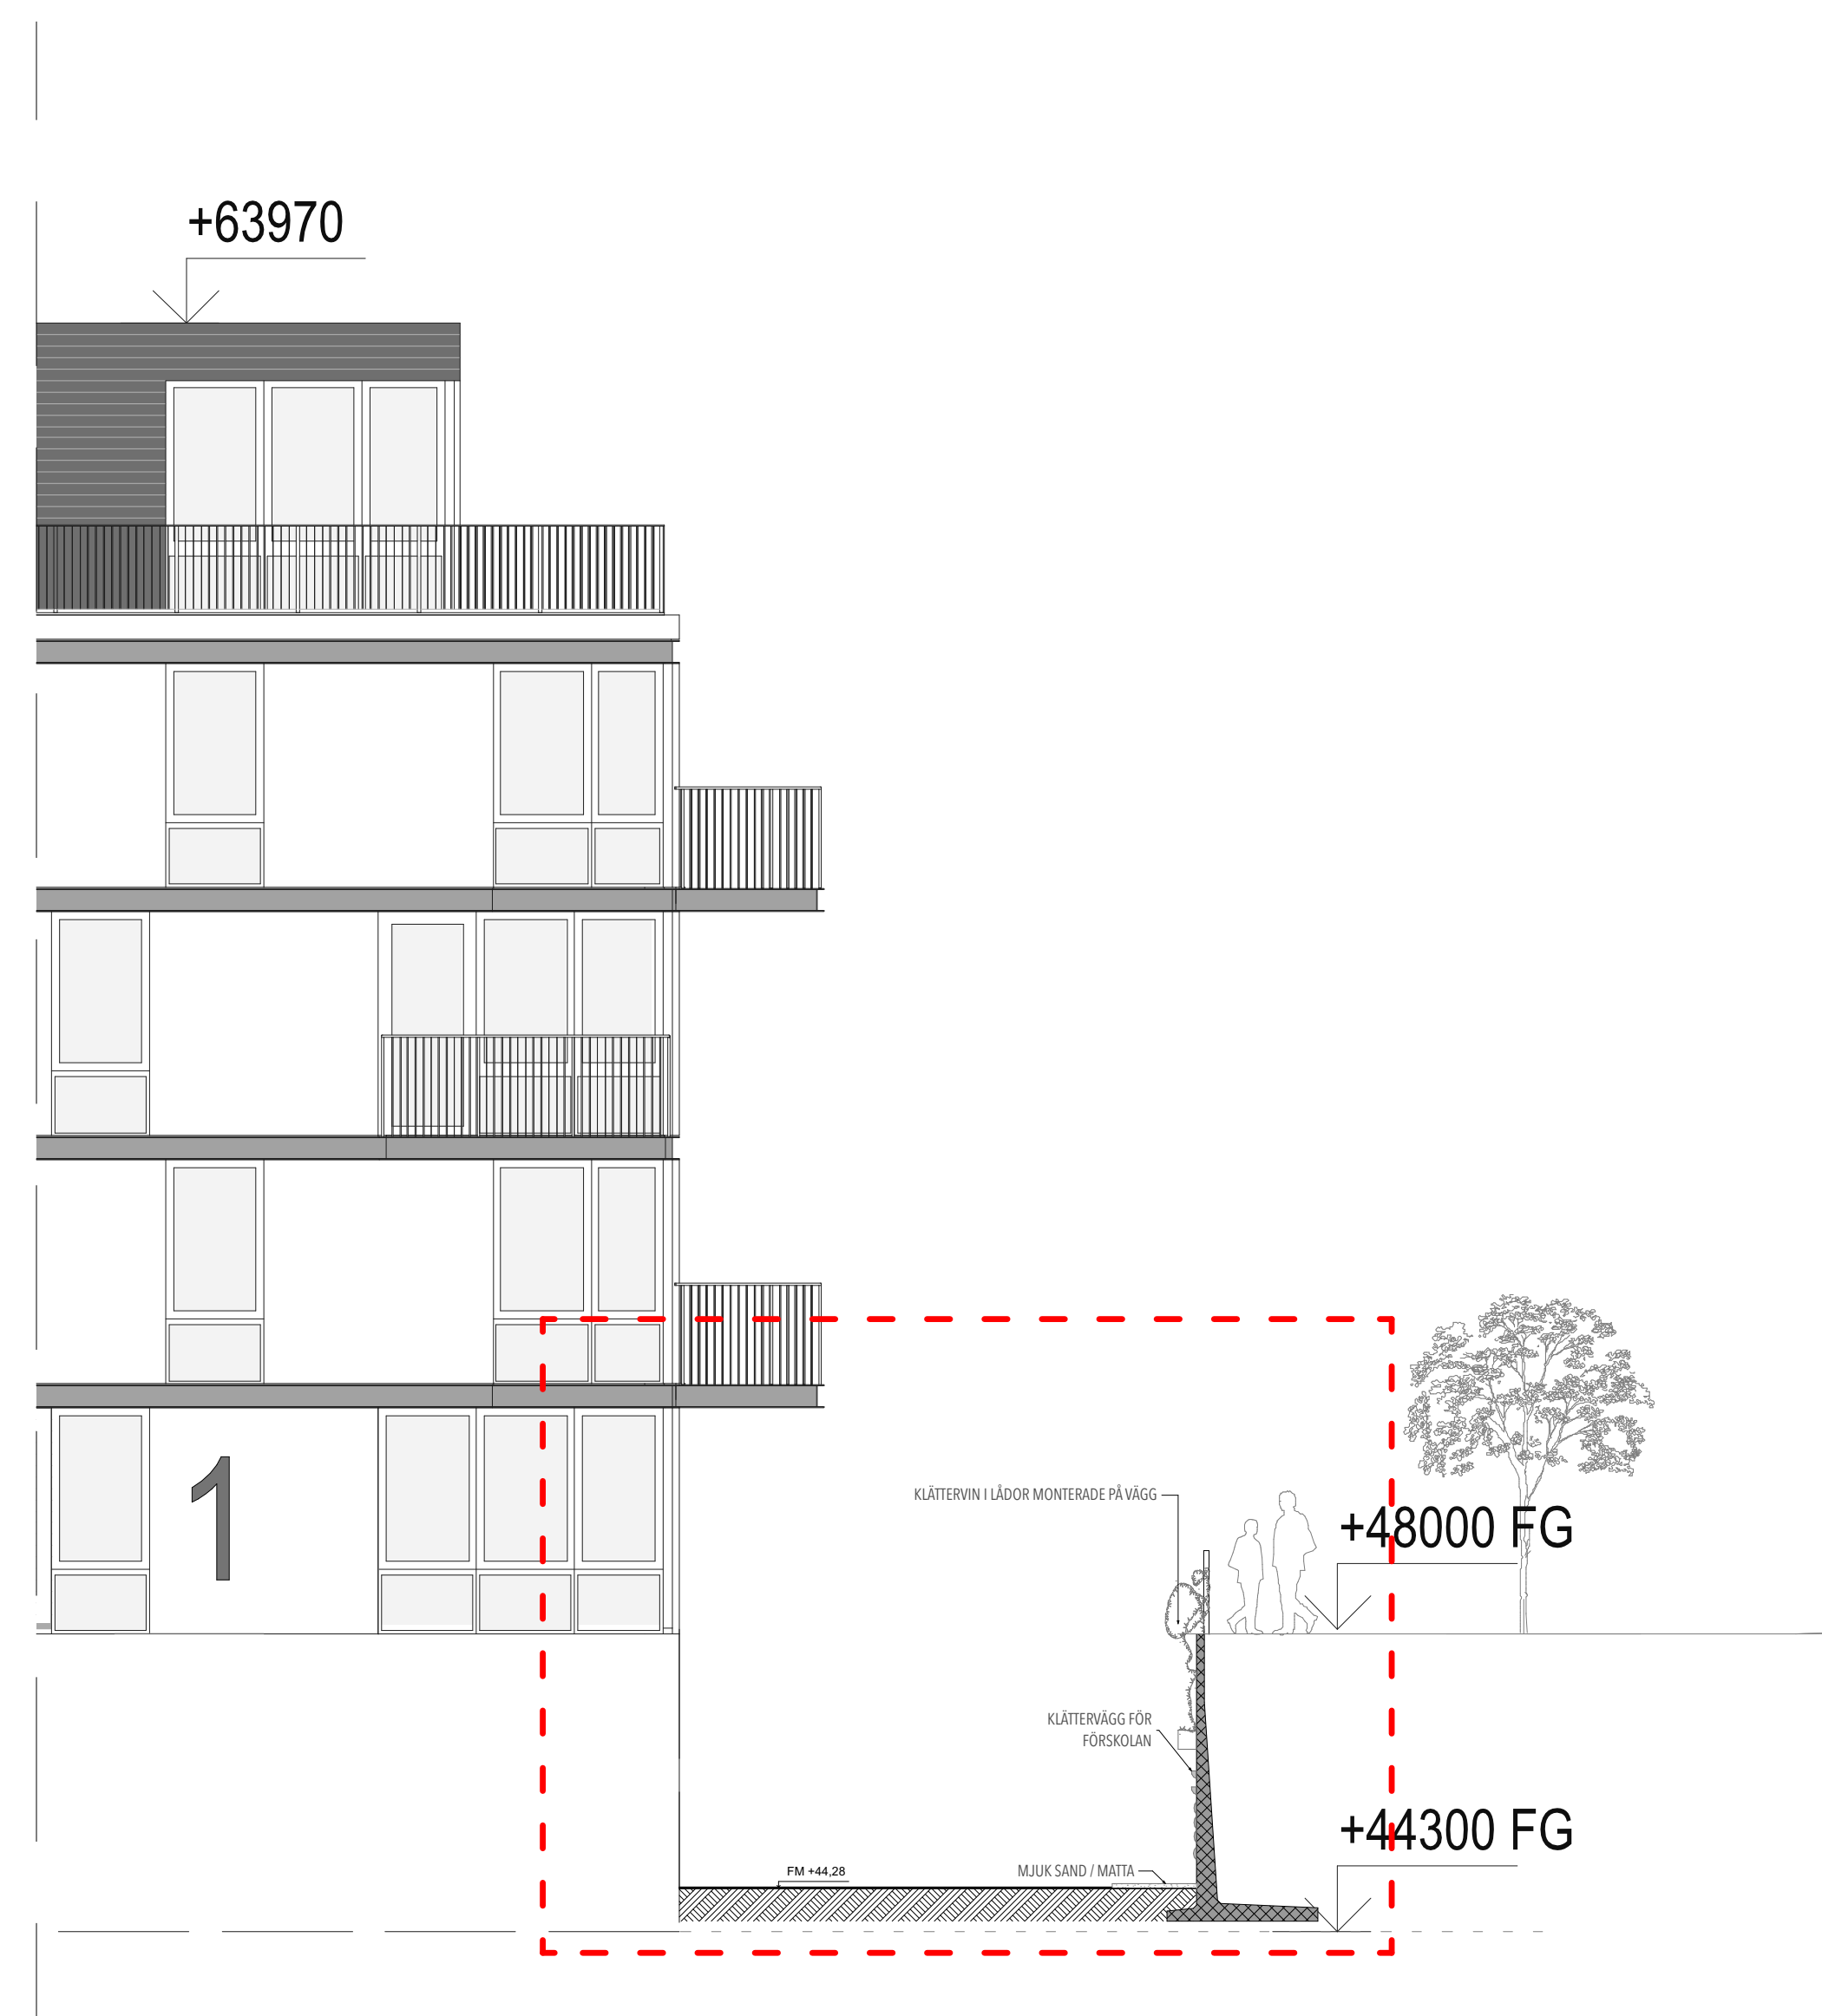 +63970
1
KLÄTTERVIN I LÅDOR MONTERADE PÅ VÄGG
+48000 FG
KLÄTTERVÄGG FÖR
FÖRSKOLAN
+44300 FG
FM +44,28
MJUK SAND / MATTA